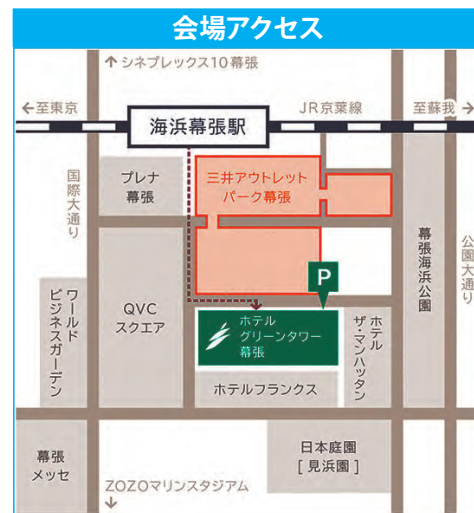 会場アクセス
↑シネプレックス10幕張
←至東京
JR京葉線
至蘇我→
海浜幕張駅
国際大通り
プレナ
幕張
三井アウトレット
パーク幕張
幕張海浜公園
公園大通り
ワールド
ビジネスガーデン
QVC
スクエア
P
ホテル
グリーンタワー
幕張
ホテル
ザ・マンハッタン
ホテルフランクス
幕張
メッセ
日本庭園
[見浜園]
ZOZOマリンスタジアム
↓